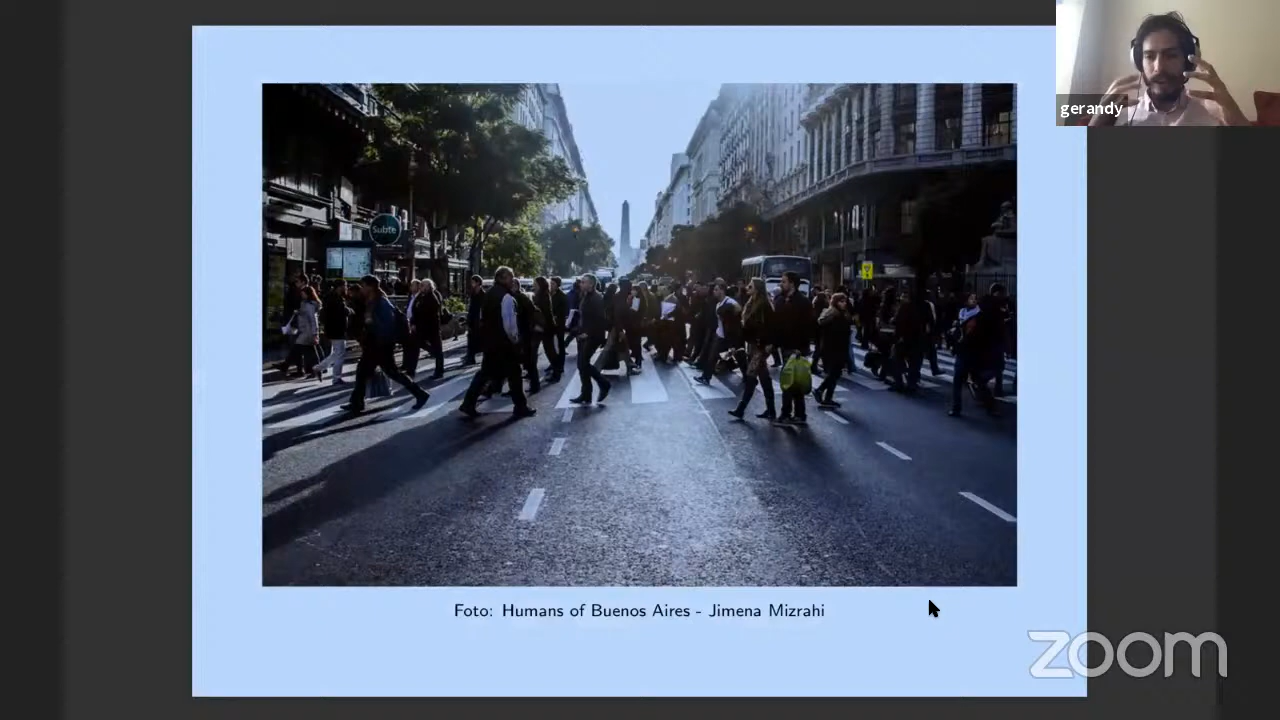 gerandy
Subte
Foto: Humans of Buenos Aires - Jimena Mizrahi
zoom